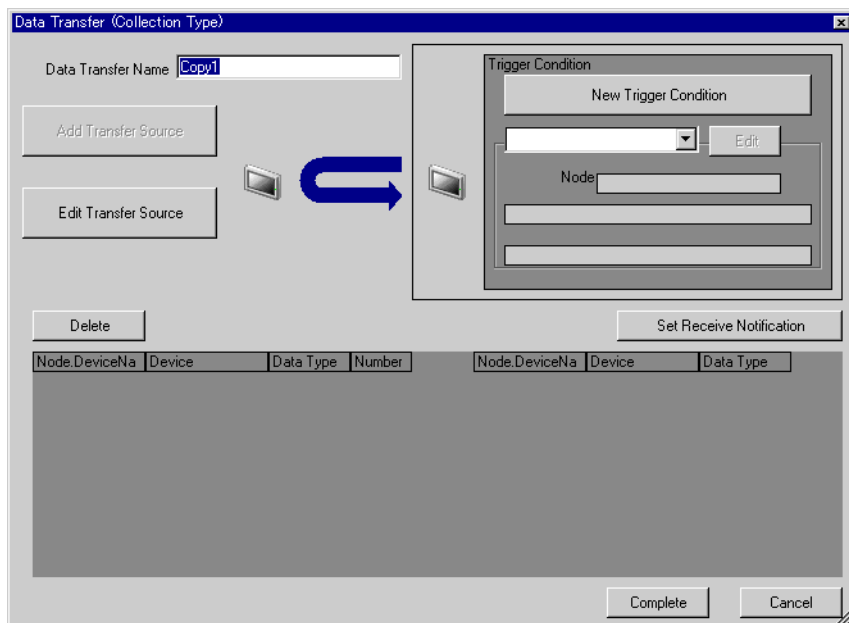 Data Transfer (Collection Type)
Data Transfer Name Copy1
Trigger Condition
New Trigger Condition
Add Transfer Source
Edit
Node
Edit Transfer Source
Delete
Set Receive Notification
Node.DeviceNa Device Data Type Number Node.DeviceNa Device Data Type
Complete Cancel